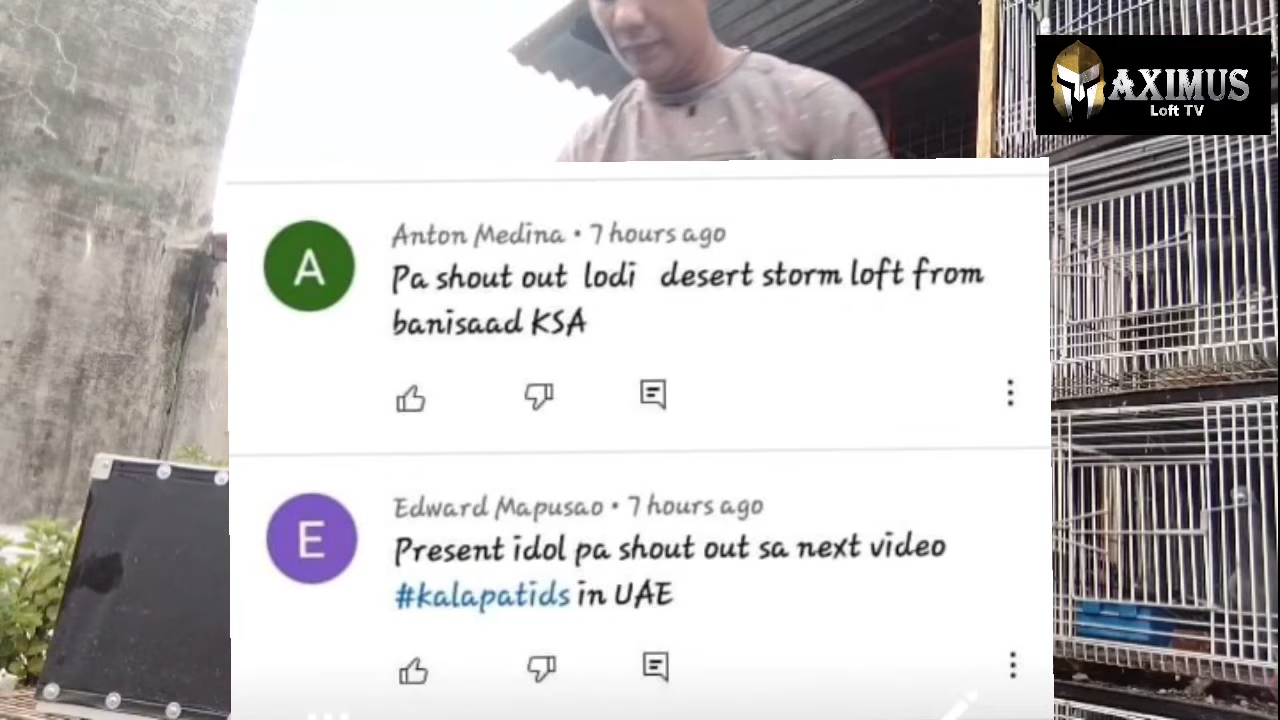 AXIMUS
Loft TV
A
Anton Medina • 7 hours ago
Pa shout out lodi desert storm loft from
banisaad KSA
E
Edward Mapusao • 7 hours ago
Present idol pa shout out sa next video
#kalapatids in UAE